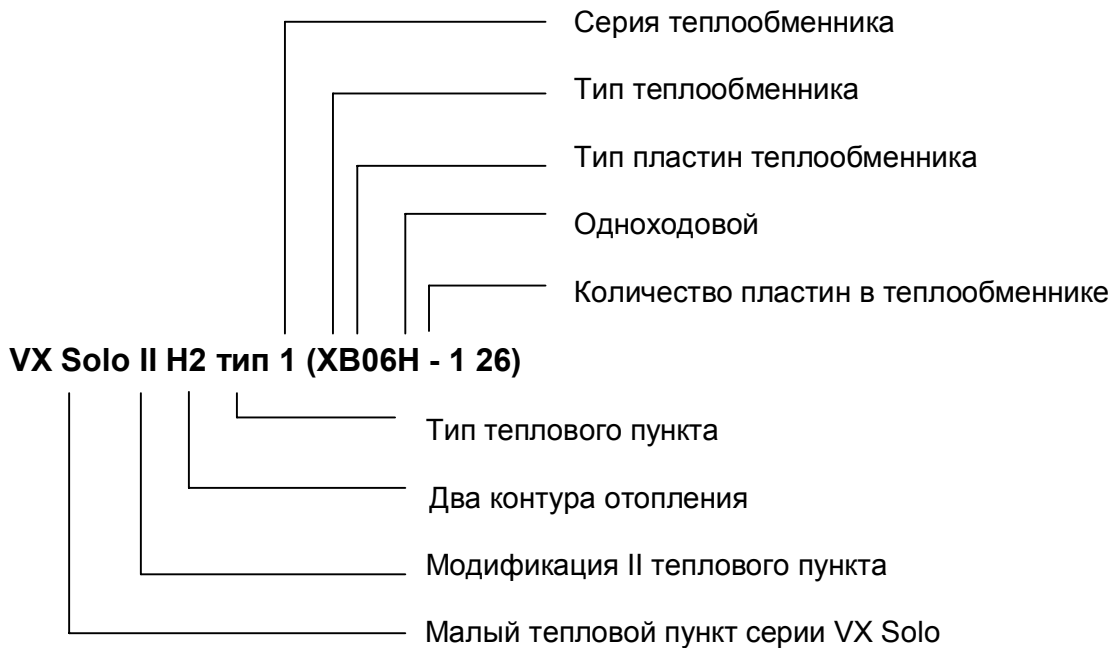 Серия теплообменника
Тип теплообменника
Тип пластин теплообменника
Одноходовой
Количество пластин в теплообменнике
VX Solo II H2 тип 1 (XB06H - 1 26)
Тип теплового пункта
Два контура отопления
Модификация II теплового пункта
Малый тепловой пункт серии VX Solo